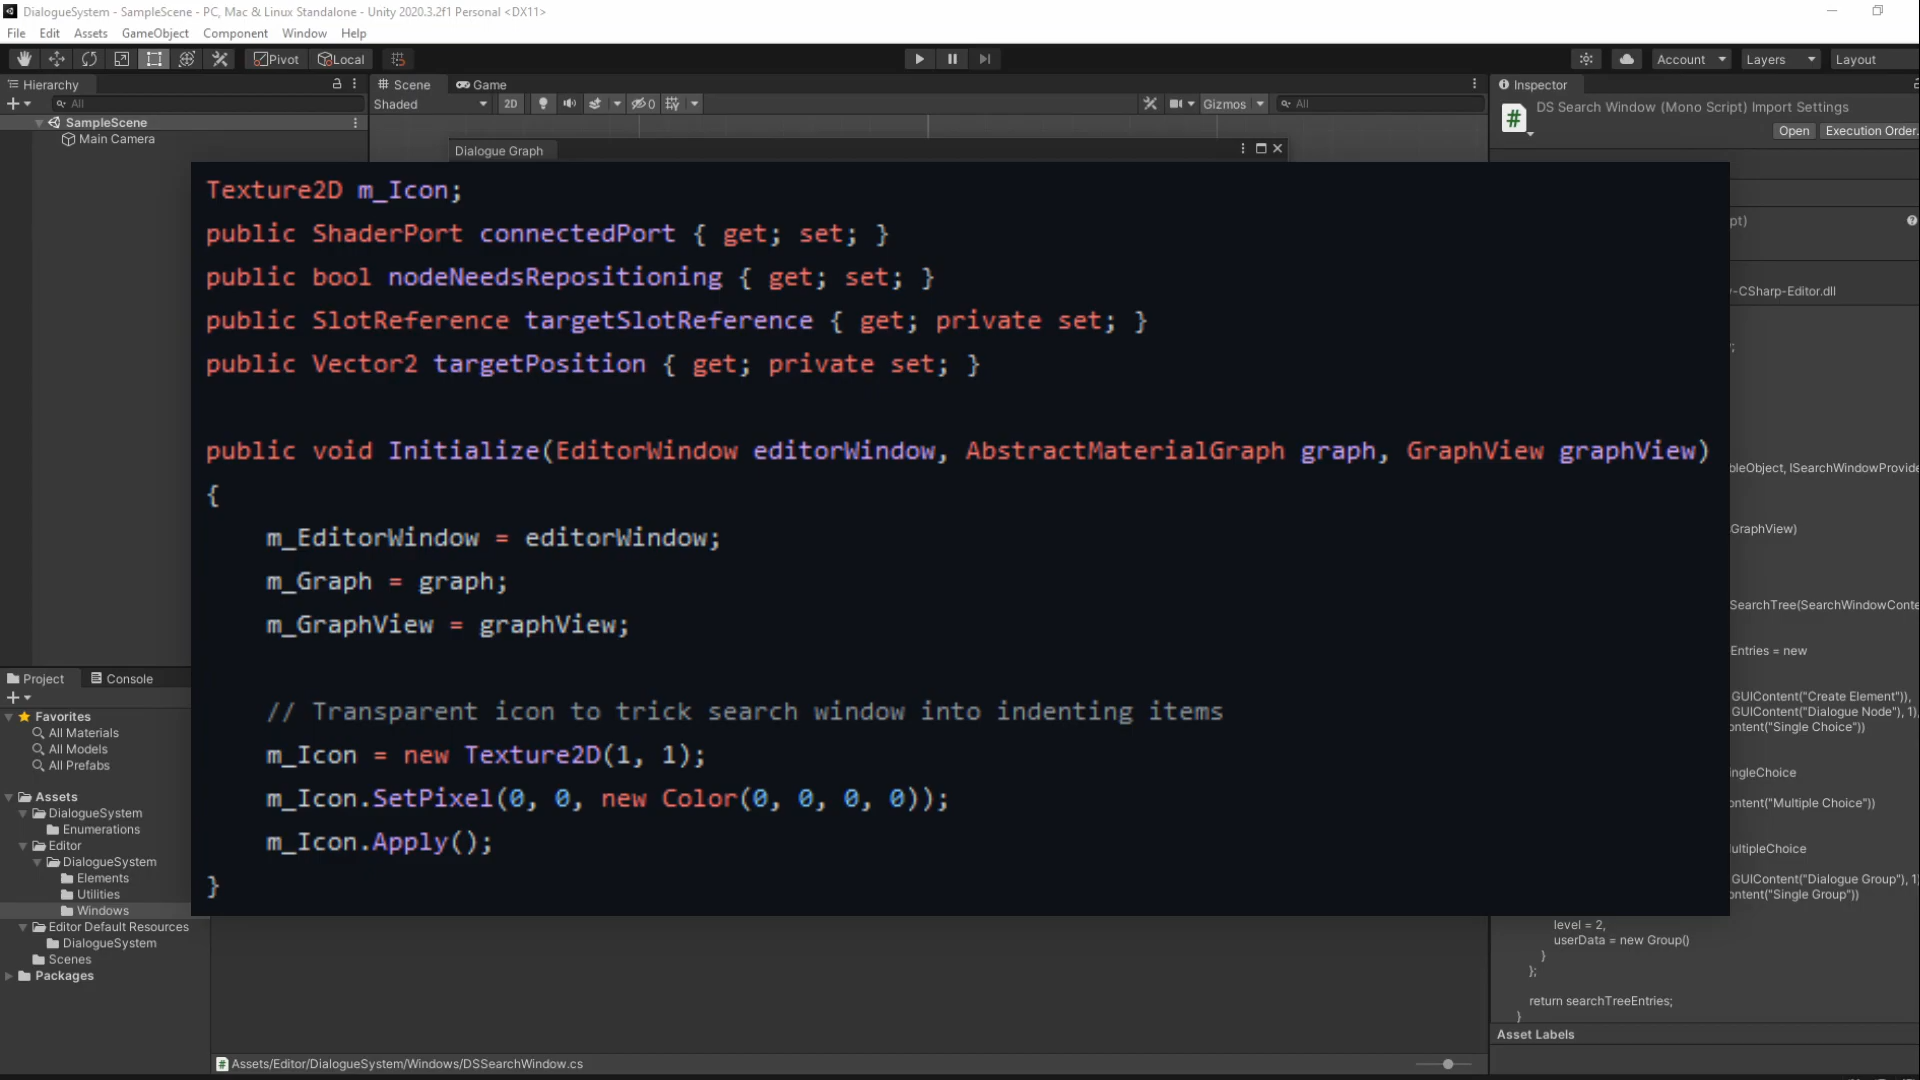 DialogueSystem - SampleScene - PC, Mac & Linux Standalone - Unity 2020.3.2f1 Personal <DX11>
File Edit Assets GameObject Component Window Help
Pivot Local Account Layers Layout
Hierarchy Scene Game Inspector
All Shaded 2D 0 Gizmos All
DS Search Window (Mono Script) Import Settings
Open Execution Order.
SampleScene
Main Camera
Dialogue Graph
Texture2D m_Icon;
public ShaderPort connectedPort { get; set; }
public bool nodeNeedsRepositioning { get; set; }
public SlotReference targetSlotReference { get; private set; }
public Vector2 targetPosition { get; private set; }
public void Initialize(EditorWindow editorWindow, AbstractMaterialGraph graph, GraphView graphView)
{
m_EditorWindow = editorWindow;
m_Graph = graph;
m_GraphView = graphView;
// Transparent icon to trick search window into indenting items
m_Icon = new Texture2D(1, 1);
m_Icon.SetPixel(0, 0, new Color(0, 0, 0, 0));
m_Icon.Apply();
}
pt)
-CSharp-Editor.dll
;
bleObject, ISearchWindowProvide
GraphView)
SearchTree(SearchWindowConte
Entries = new
GUIContent("Create Element")),
GUIContent("Dialogue Node"), 1)
ontent("Single Choice"))
ingleChoice
ontent("Multiple Choice"))
ultipleChoice
GUIContent("Dialogue Group"), 1
ontent("Single Group"))
level = 2,
userData = new Group()
}
};
return searchTreeEntries;
}
Asset Labels
Project Console
Favorites
All Materials
All Models
All Prefabs
Assets
DialogueSystem
Enumerations
Editor
DialogueSystem
Elements
Utilities
Windows
Editor Default Resources
DialogueSystem
Scenes
Packages
Assets/Editor/DialogueSystem/Windows/DSSearchWindow.cs